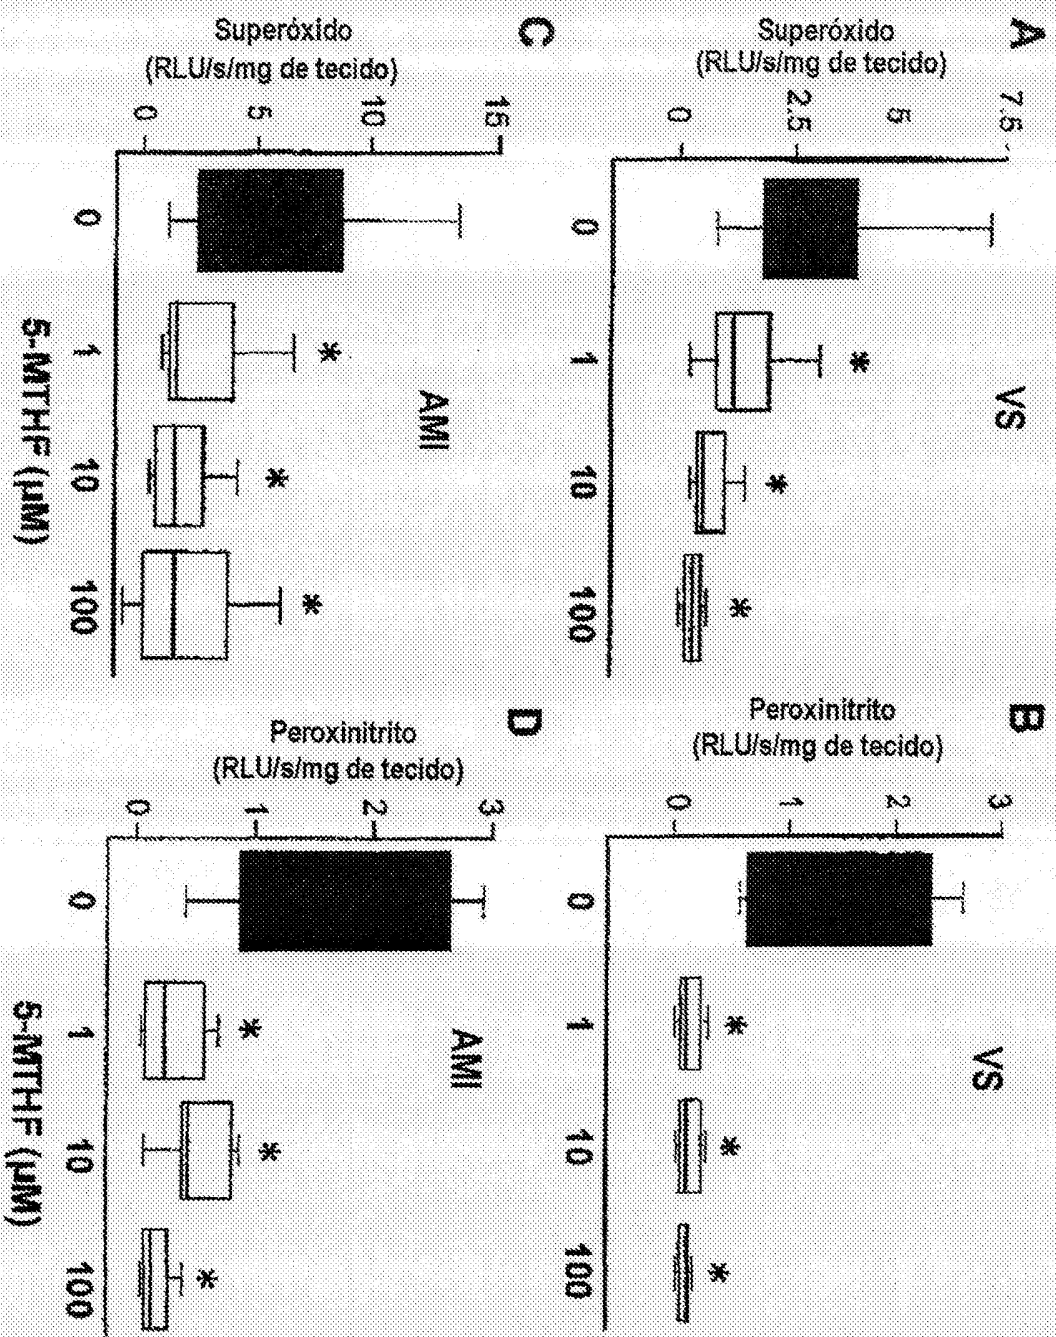 A
Superóxido
(RLU/s/mg de tecido)
7.5
5
2.5
0
VS
*
*
*
0
1
10
100
B
Peroxinitrito
(RLU/s/mg de tecido)
3
2
1
0
VS
*
*
*
0
1
10
100
C
Superóxido
(RLU/s/mg de tecido)
15
10
5
0
AMI
*
*
*
0
1
10
100
5-MTHF (µM)
D
Peroxinitrito
(RLU/s/mg de tecido)
3
2
1
0
AMI
*
*
*
0
1
10
100
5-MTHF (µM)